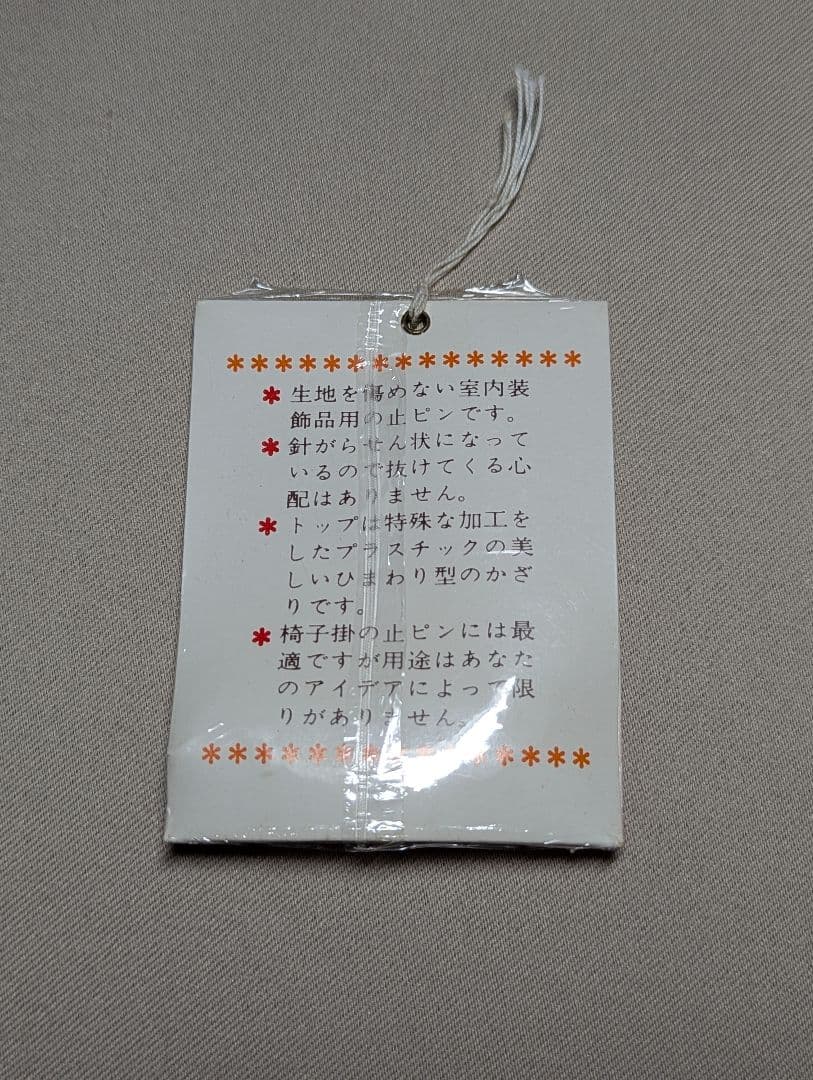 ****************
* 生地を傷めない室内装
飾品用の止ピンです。
* 針がらせん状になって
いるので抜けてくる心
配はありません。
* トップは特殊な加工を
したプラスチックの美
しいひまわり型のかざ
りです。
* 椅子掛の止ピンには最
適ですが用途はあなた
のアイデアによって限
りがありません。
****************